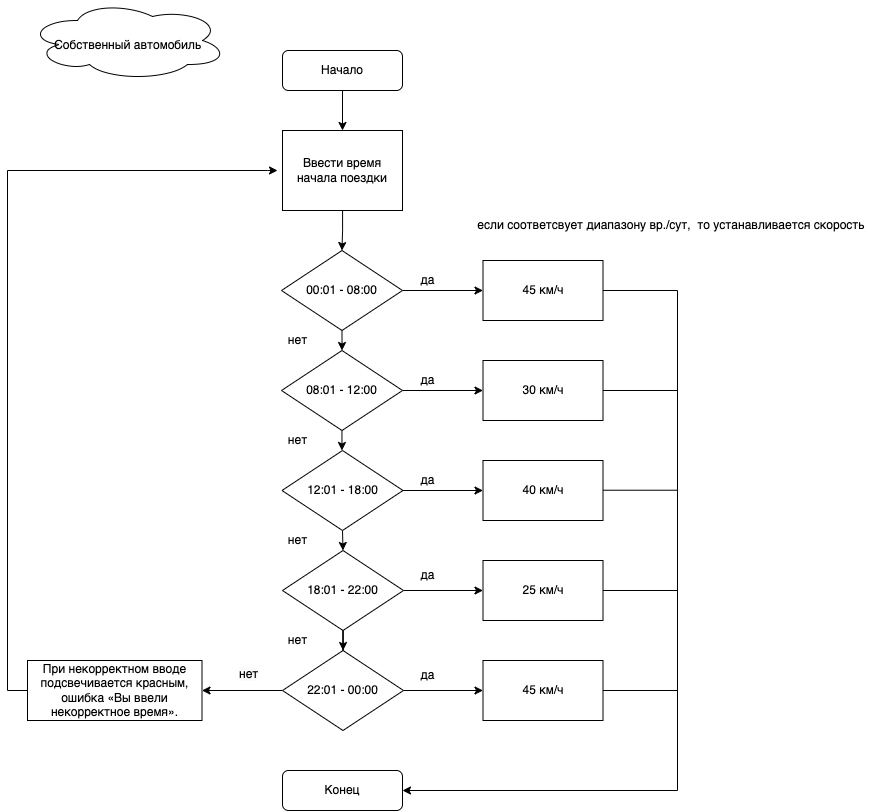 Собственный автомобиль
Начало
Ввести время
начала поездки
если соответсвует диапазону вр./сут, то устанавливается скорость
00:01 - 08:00
да
45 км/ч
нет
08:01 - 12:00
да
30 км/ч
нет
12:01 - 18:00
да
40 км/ч
нет
18:01 - 22:00
да
25 км/ч
нет
22:01 - 00:00
да
45 км/ч
нет
При некорректном вводе
подсвечивается красным,
ошибка «Вы ввели
некорректное время».
Конец